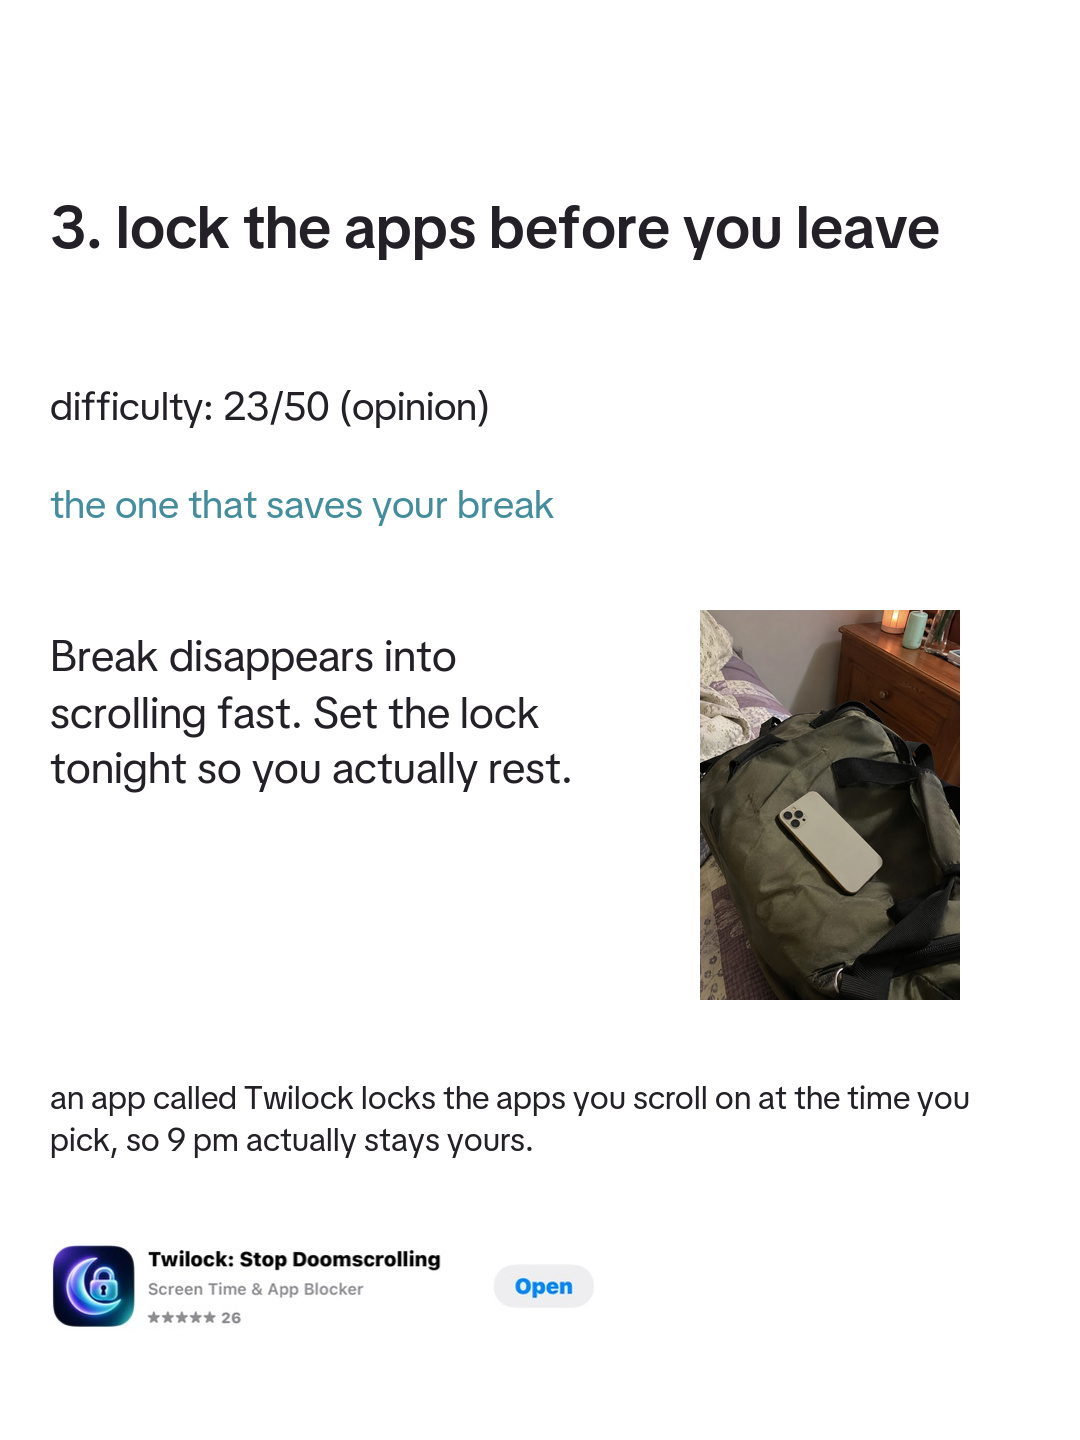 3. lock the apps before you leave
difficulty: 23/50 (opinion)
the one that saves your break
Break disappears into
scrolling fast. Set the lock
tonight so you actually rest.
an app called Twilock locks the apps you scroll on at the time you
pick, so 9 pm actually stays yours.
Twilock: Stop Doomscrolling
Screen Time & App Blocker
★★★★★ 26
Open